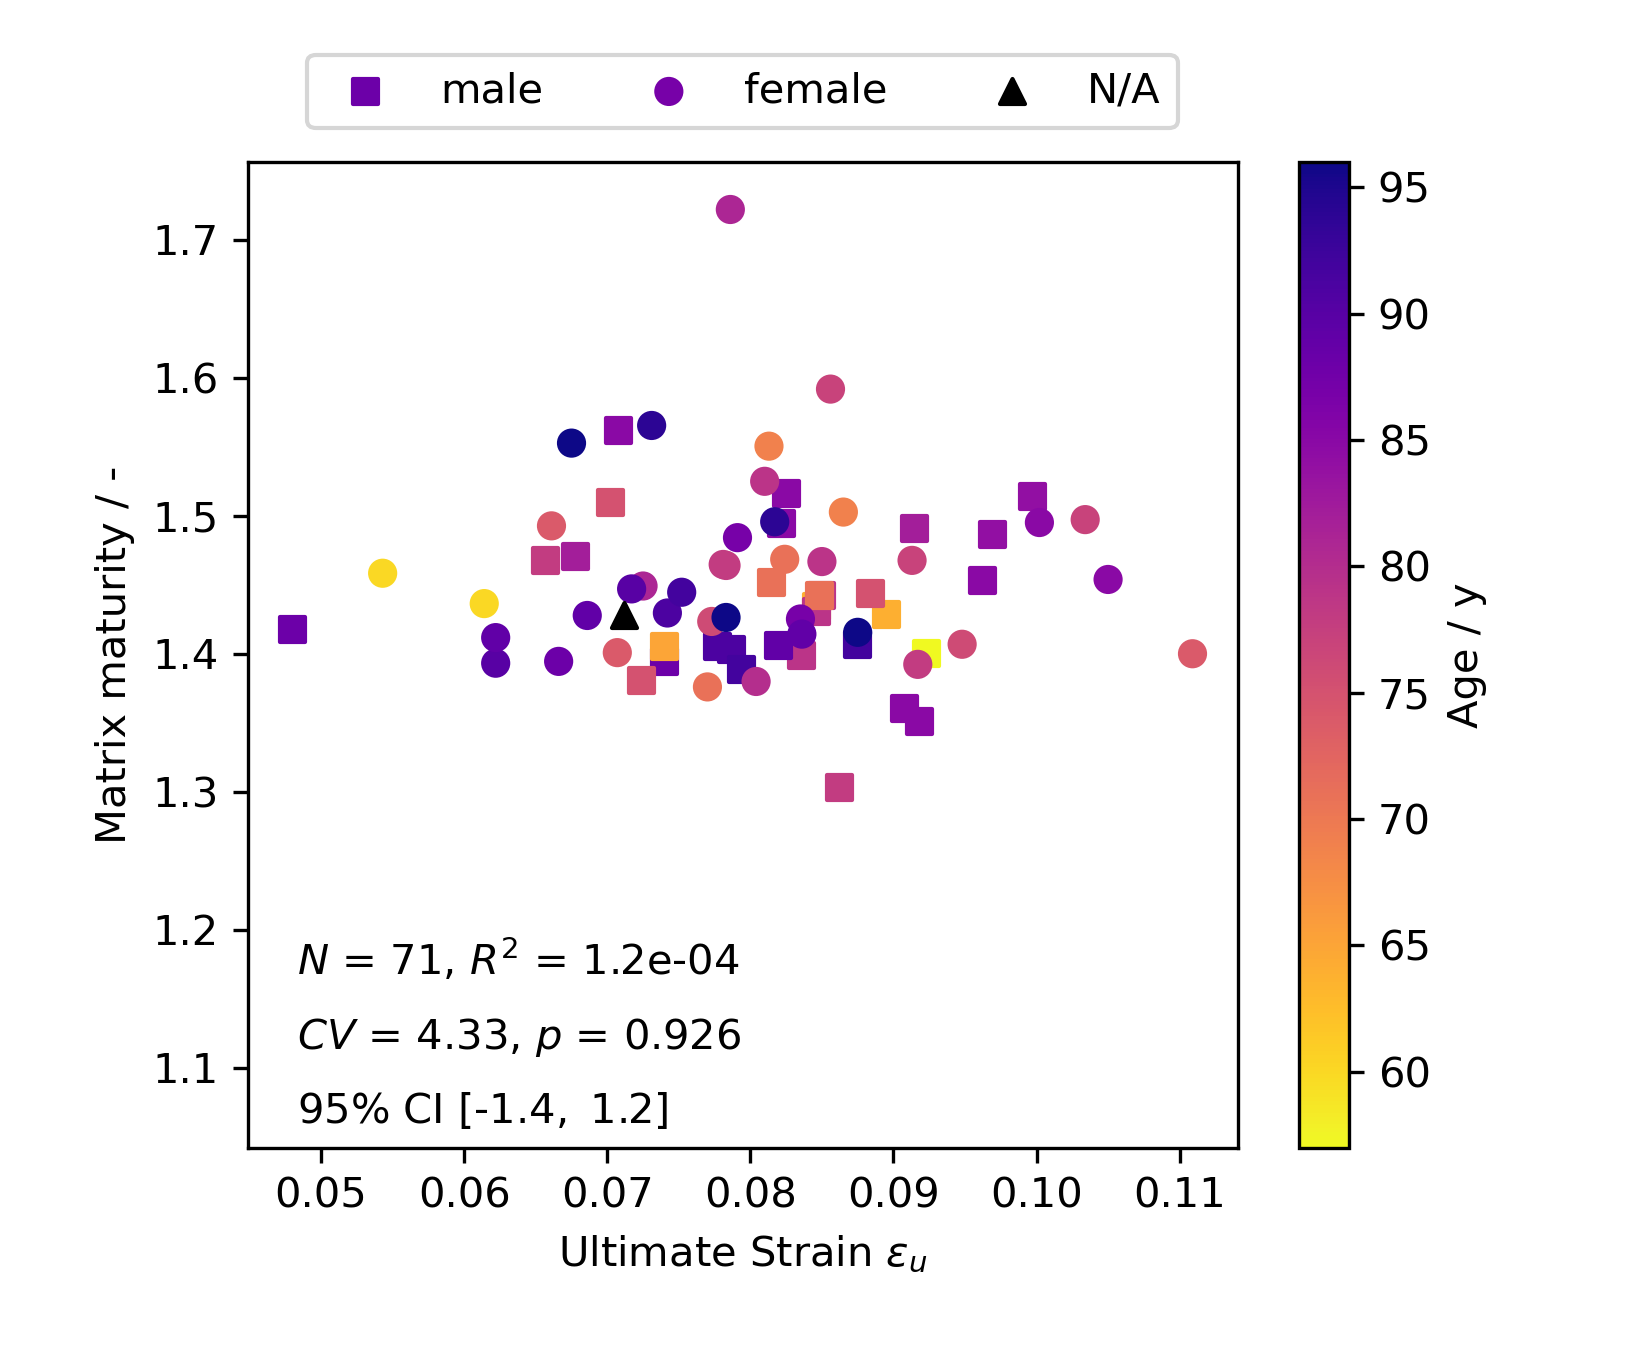 male female N/A
Matrix maturity / -
1.7
1.6
1.5
1.4
1.3
1.2
1.1
N = 71, R² = 1.2e-04
CV = 4.33, p = 0.926
95% CI [-1.4, 1.2]
0.05 0.06 0.07 0.08 0.09 0.10 0.11
Ultimate Strain εᵤ
95
90
85
80
75
70
65
60
Age / y